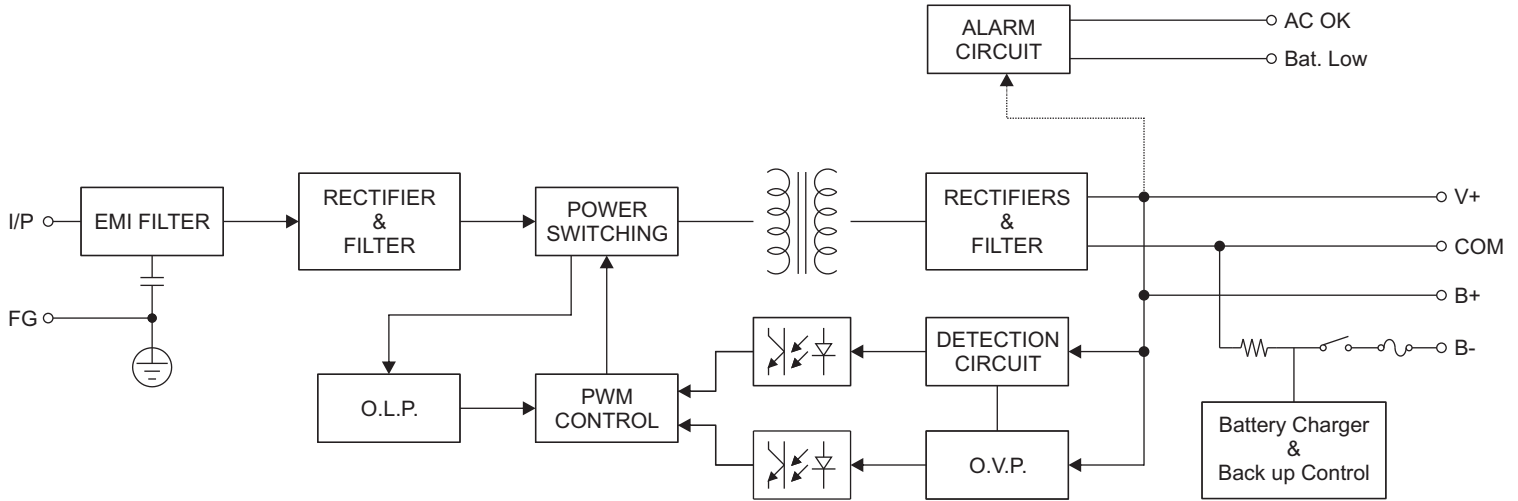 ALARM
CIRCUIT
AC OK
Bat. Low
I/P
EMI FILTER
RECTIFIER
&
FILTER
POWER
SWITCHING
RECTIFIERS
&
FILTER
V+
COM
B+
B-
FG
O.L.P.
PWM
CONTROL
DETECTION
CIRCUIT
O.V.P.
Battery Charger
&
Back up Control